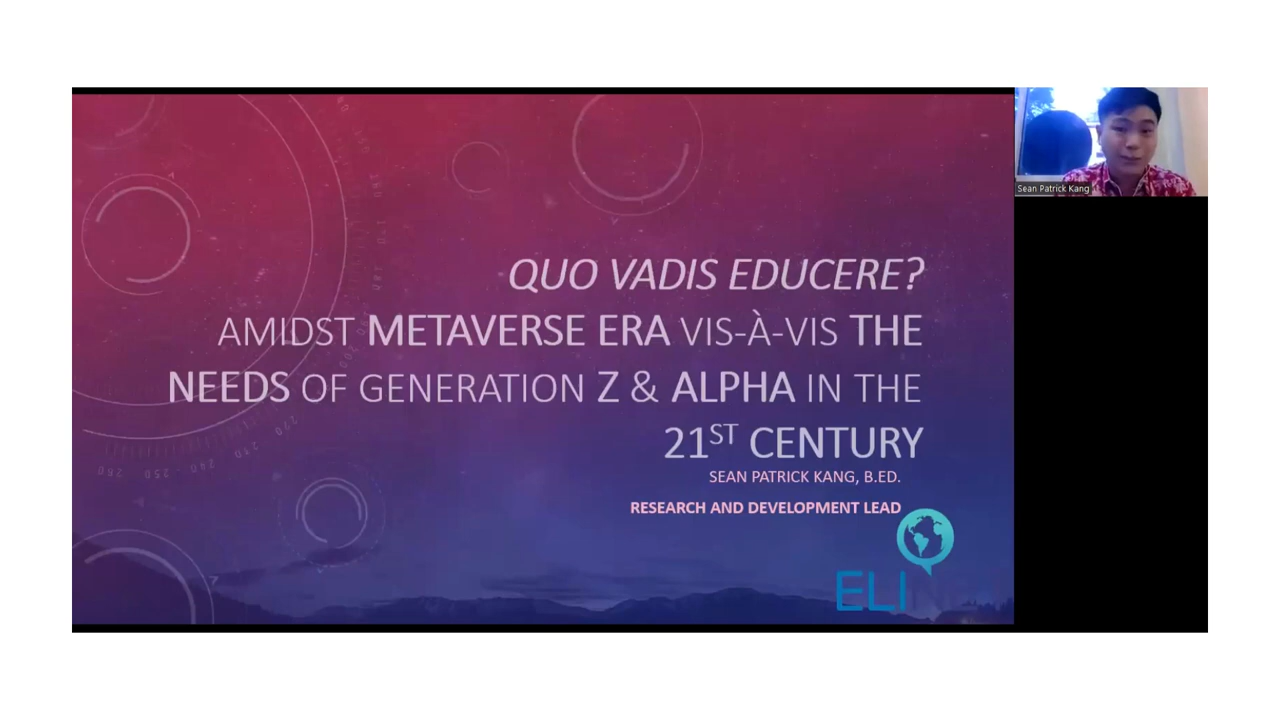 QUO VADIS EDUCERE?
AMIDST METAVERSE ERA VIS-À-VIS THE
NEEDS OF GENERATION Z & ALPHA IN THE
21ST CENTURY
SEAN PATRICK KANG, B.ED.
RESEARCH AND DEVELOPMENT LEAD
ELI
Sean Patrick Kang